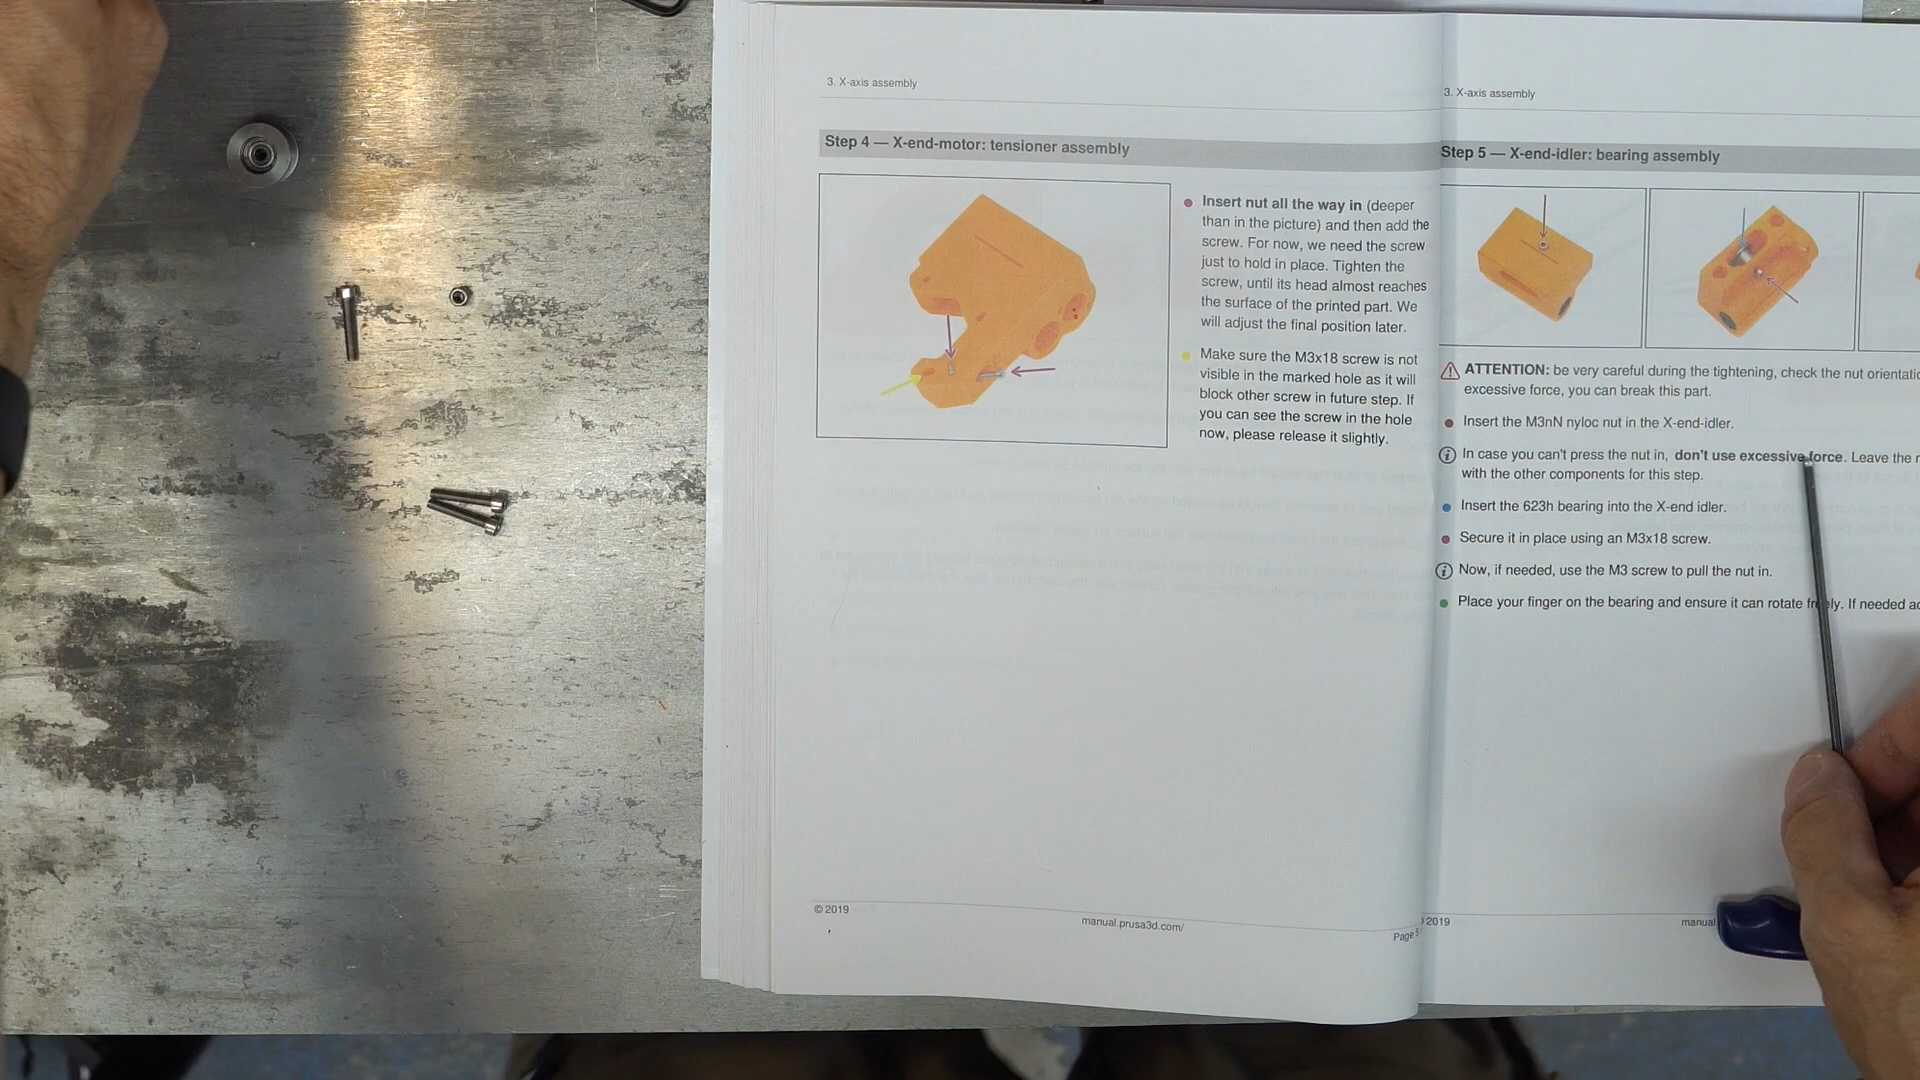 3. X-axis assembly
Step 4 — X-end-motor: tensioner assembly
Insert nut all the way in (deeper
than in the picture) and then add the
screw. For now, we need the screw
just to hold in place. Tighten the
screw, until its head almost reaches
the surface of the printed part. We
will adjust the final position later.
Make sure the M3x18 screw is not
visible in the marked hole as it will
block other screw in future step. If
you can see the screw in the hole
now, please release it slightly.
© 2019
manual.prusa3d.com/
Page 5
3. X-axis assembly
Step 5 — X-end-idler: bearing assembly
ATTENTION: be very careful during the tightening, check the nut
excessive force, you can break this part.
Insert the M3nN nyloc nut in the X-end-idler.
In case you can't press the nut in, don't use excessive force. Leave the
with the other components for this step.
Insert the 623h bearing into the X-end idler.
Secure it in place using an M3x18 screw.
Now, if needed, use the M3 screw to pull the nut in.
Place your finger on the bearing and ensure it can rotate freely. If needed
2019
manual